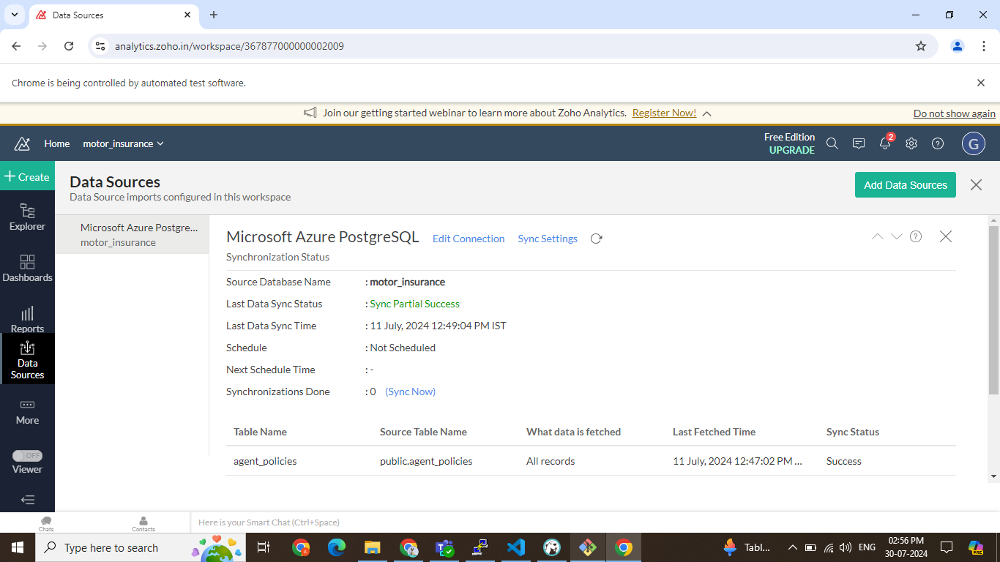 Data Sources
analytics.zoho.in/workspace/367877000000002009
Chrome is being controlled by automated test software.
Join our getting started webinar to learn more about Zoho Analytics. Register Now!
Do not show again
Home
motor_insurance
Free Edition
UPGRADE
2
G
Create
Explorer
Dashboards
Reports
Data
Sources
More
OFF
Viewer
Data Sources
Data Source imports configured in this workspace
Add Data Sources
Microsoft Azure Postgre...
motor_insurance
Microsoft Azure PostgreSQL Edit Connection Sync Settings
Synchronization Status
Source Database Name : motor_insurance
Last Data Sync Status : Sync Partial Success
Last Data Sync Time : 11 July, 2024 12:49:04 PM IST
Schedule : Not Scheduled
Next Schedule Time : -
Synchronizations Done : 0 (Sync Now)
Table Name Source Table Name What data is fetched Last Fetched Time Sync Status
agent_policies public.agent_policies All records 11 July, 2024 12:47:02 PM ... Success
Chats
Contacts
Here is your Smart Chat (Ctrl+Space)
Type here to search
Tabl...
ENG
02:56 PM
30-07-2024